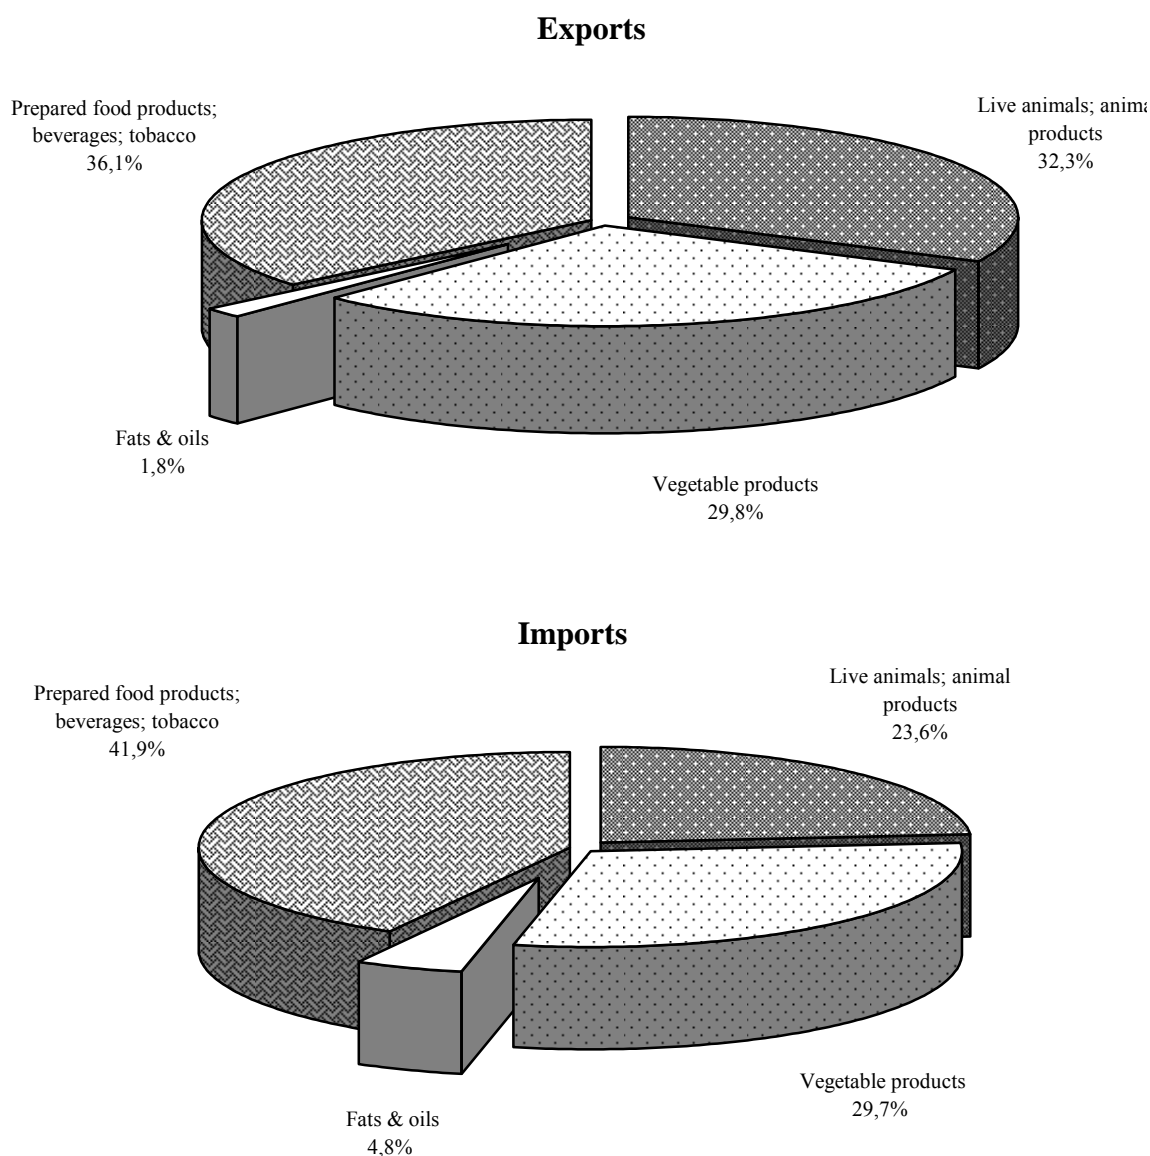 Exports
Prepared food products;
beverages; tobacco
36,1%
Live animals; anima
products
32,3%
Fats & oils
1,8%
Vegetable products
29,8%
Imports
Prepared food products;
beverages; tobacco
41,9%
Live animals; animal
products
23,6%
Vegetable products
29,7%
Fats & oils
4,8%